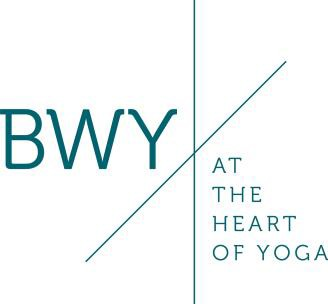 BWY
AT
THE
HEART
OF YOGA